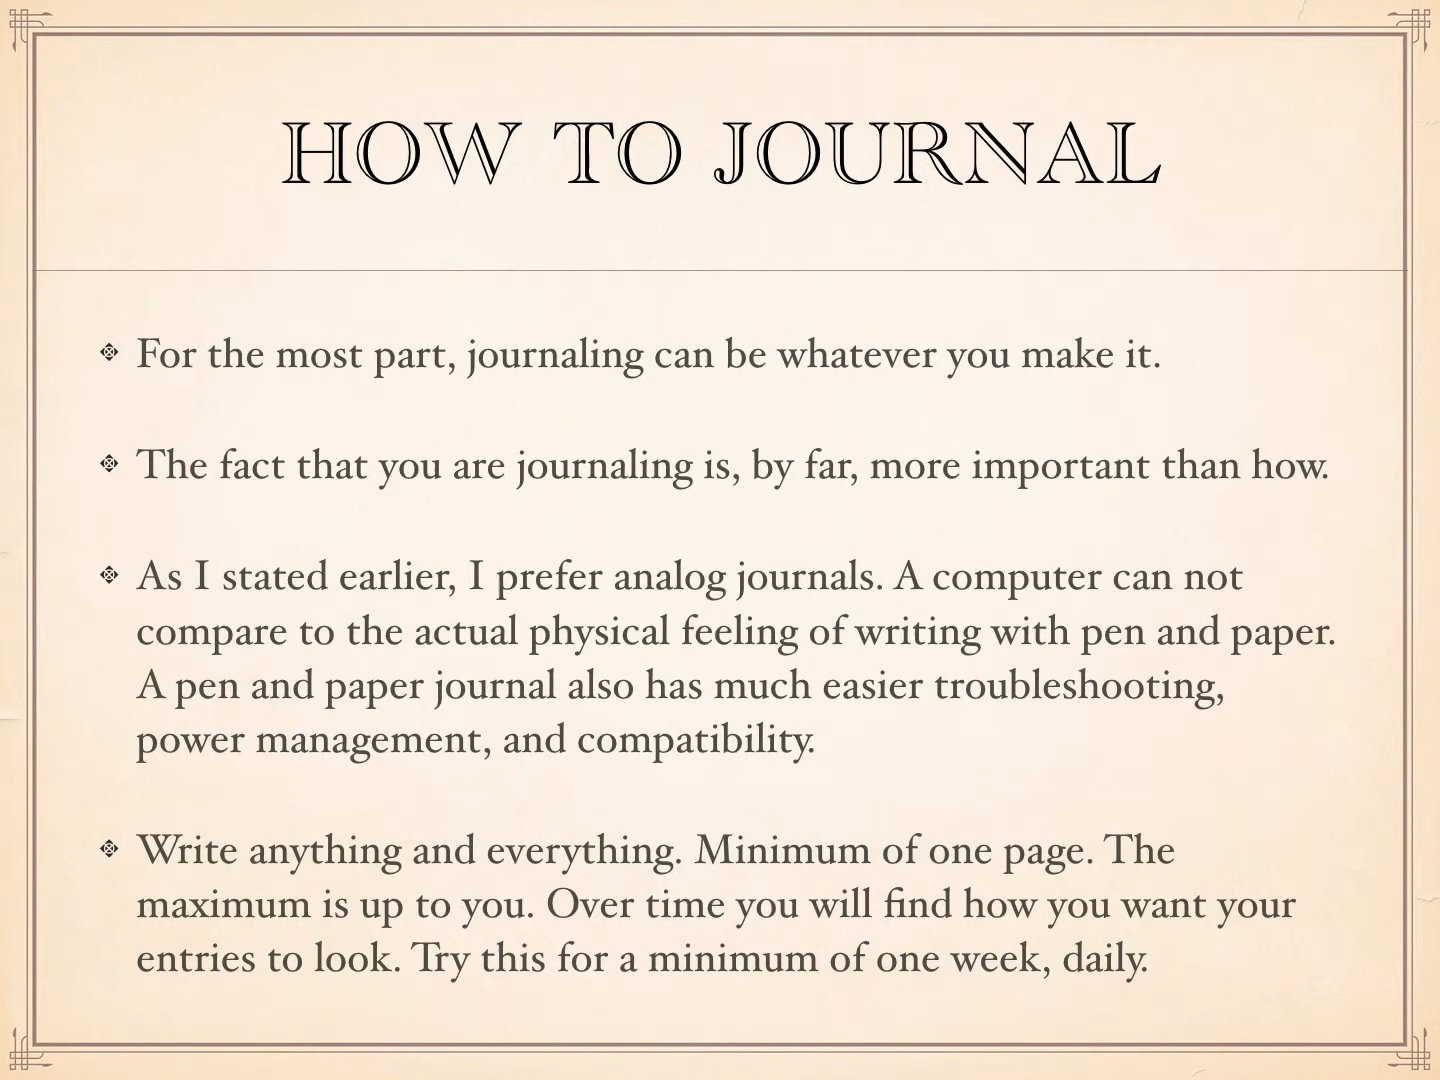 HOW TO JOURNAL
For the most part, journaling can be whatever you make it.
The fact that you are journaling is, by far, more important than how.
As I stated earlier, I prefer analog journals. A computer can not
compare to the actual physical feeling of writing with pen and paper.
A pen and paper journal also has much easier troubleshooting,
power management, and compatibility.
Write anything and everything. Minimum of one page. The
maximum is up to you. Over time you will find how you want your
entries to look. Try this for a minimum of one week, daily.